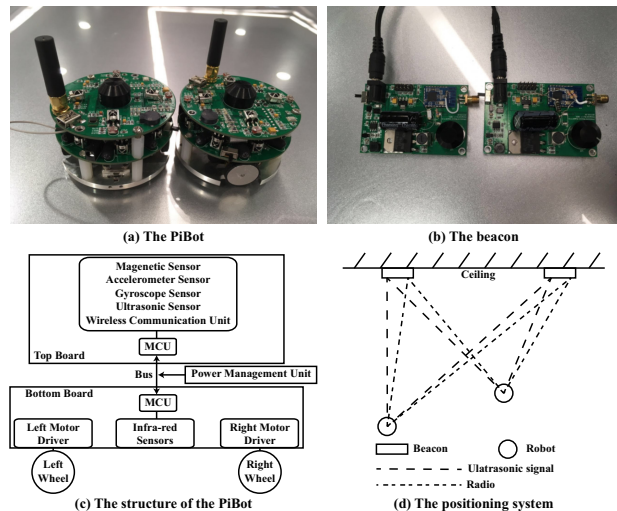 (a) The PiBot
(b) The beacon
Magenetic Sensor
Accelerometer Sensor
Gyroscope Sensor
Ultrasonic Sensor
Wireless Communication Unit
MCU
Top Board
Bus
Power Management Unit
Bottom Board
MCU
Left Motor
Driver
Infra-red
Sensors
Right Motor
Driver
Left
Wheel
Right
Wheel
(c) The structure of the PiBot
Ceiling
Beacon
Robot
Ulatrasonic signal
Radio
(d) The positioning system